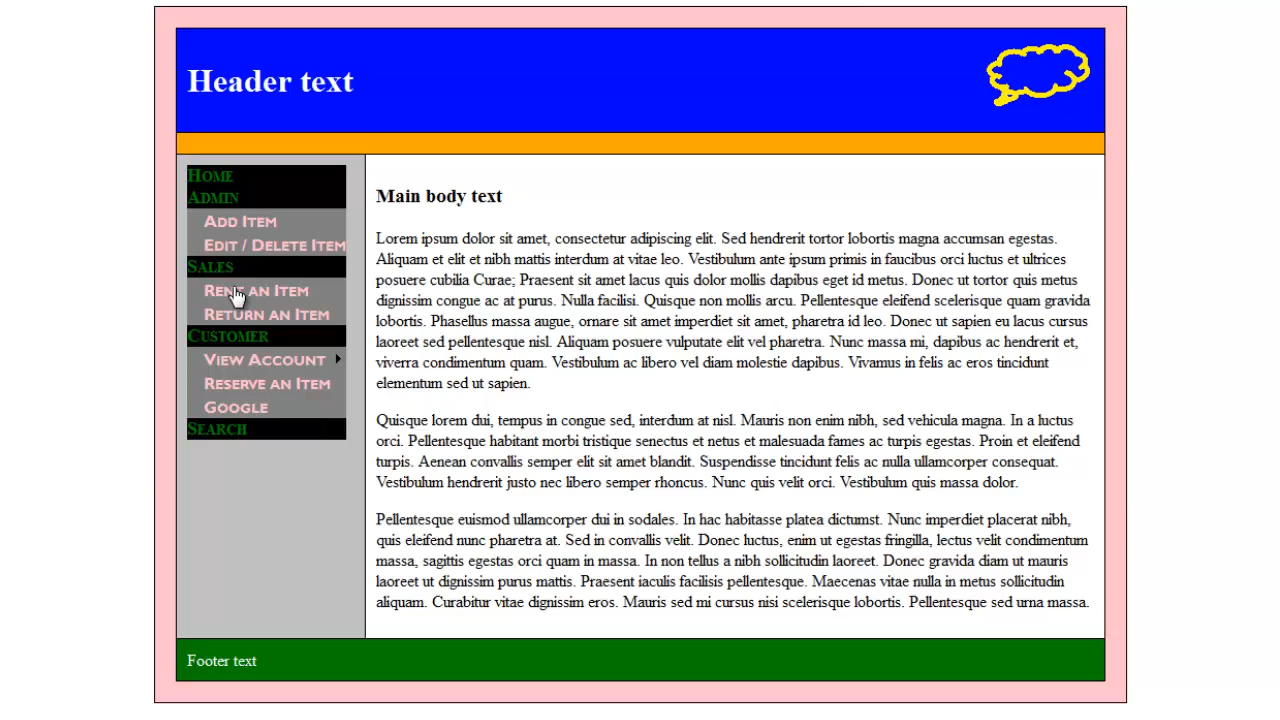 Header text
Home
Admin
Add Item
Edit / Delete Item
Sales
Rent an Item
Return an Item
Customer
View Account
Reserve an Item
Google
Search
Main body text
Lorem ipsum dolor sit amet, consectetur adipiscing elit. Sed hendrerit tortor lobortis magna accumsan egestas.
Aliquam et elit et nibh mattis interdum at vitae leo. Vestibulum ante ipsum primis in faucibus orci luctus et ultrices
posuere cubilia Curae; Praesent sit amet lacus quis dolor mollis dapibus eget id metus. Donec ut tortor quis metus
dignissim congue ac at purus. Nulla facilisi. Quisque non mollis arcu. Pellentesque eleifend scelerisque quam gravida
lobortis. Phasellus massa augue, ornare sit amet imperdiet sit amet, pharetra id leo. Donec ut sapien eu lacus cursus
laoreet sed pellentesque nisl. Aliquam posuere vulputate elit vel pharetra. Nunc massa mi, dapibus ac hendrerit et,
viverra condimentum quam. Vestibulum ac libero vel diam molestie dapibus. Vivamus in felis ac eros tincidunt
elementum sed ut sapien.
Quisque lorem dui, tempus in congue sed, interdum at nisl. Mauris non enim nibh, sed vehicula magna. In a luctus
orci. Pellentesque habitant morbi tristique senectus et netus et malesuada fames ac turpis egestas. Proin et eleifend
turpis. Aenean convallis semper elit sit amet blandit. Suspendisse tincidunt felis ac nulla ullamcorper consequat.
Vestibulum hendrerit justo nec libero semper rhoncus. Nunc quis velit orci. Vestibulum quis massa dolor.
Pellentesque euismod ullamcorper dui in sodales. In hac habitasse platea dictumst. Nunc imperdiet placerat nibh,
quis eleifend nunc pharetra at. Sed in convallis velit. Donec luctus, enim ut egestas fringilla, lectus velit condimentum
massa, sagittis egestas orci quam in massa. In non tellus a nibh sollicitudin laoreet. Donec gravida diam ut mauris
laoreet ut dignissim purus mattis. Praesent iaculis facilisis pellentesque. Maecenas vitae nulla in metus sollicitudin
aliquam. Curabitur vitae dignissim eros. Mauris sed mi cursus nisi scelerisque lobortis. Pellentesque sed urna massa.
Footer text